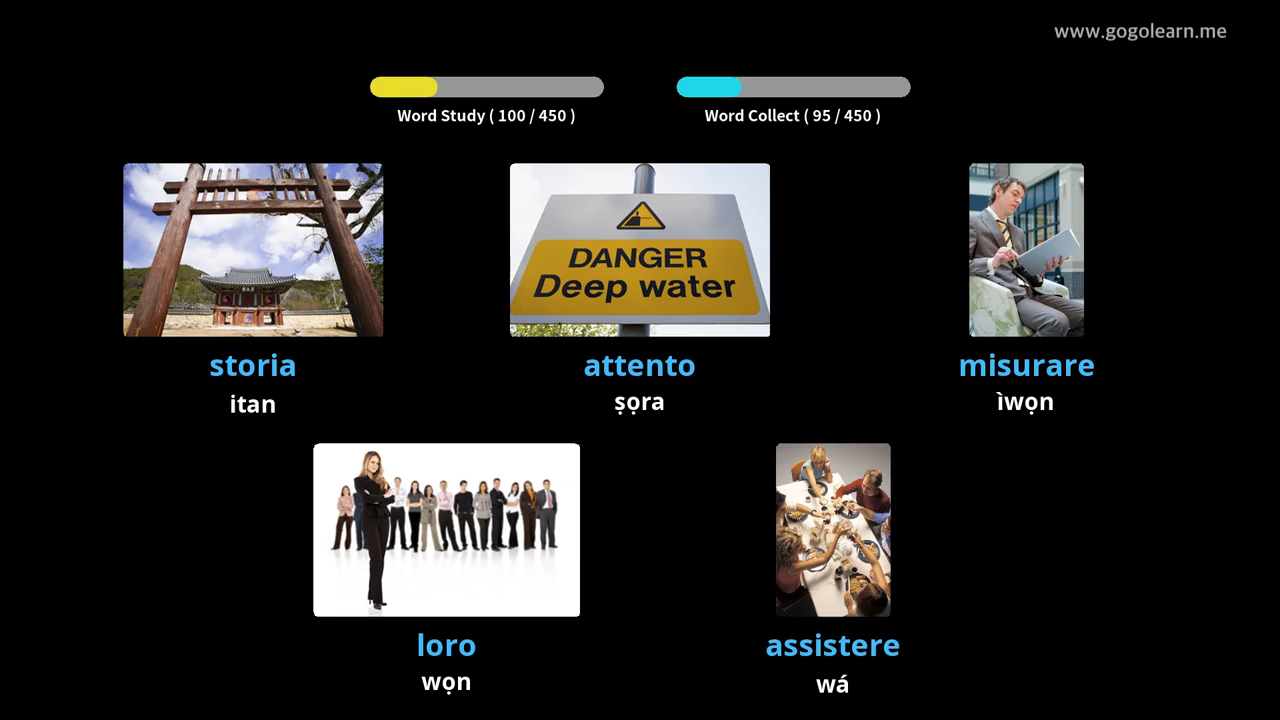 www.gogolearn.me
Word Study ( 100 / 450 )
Word Collect ( 95 / 450 )
DANGER
Deep water
storia
itan
attento
ṣọra
misurare
ìwọn
loro
wọn
assistere
wá